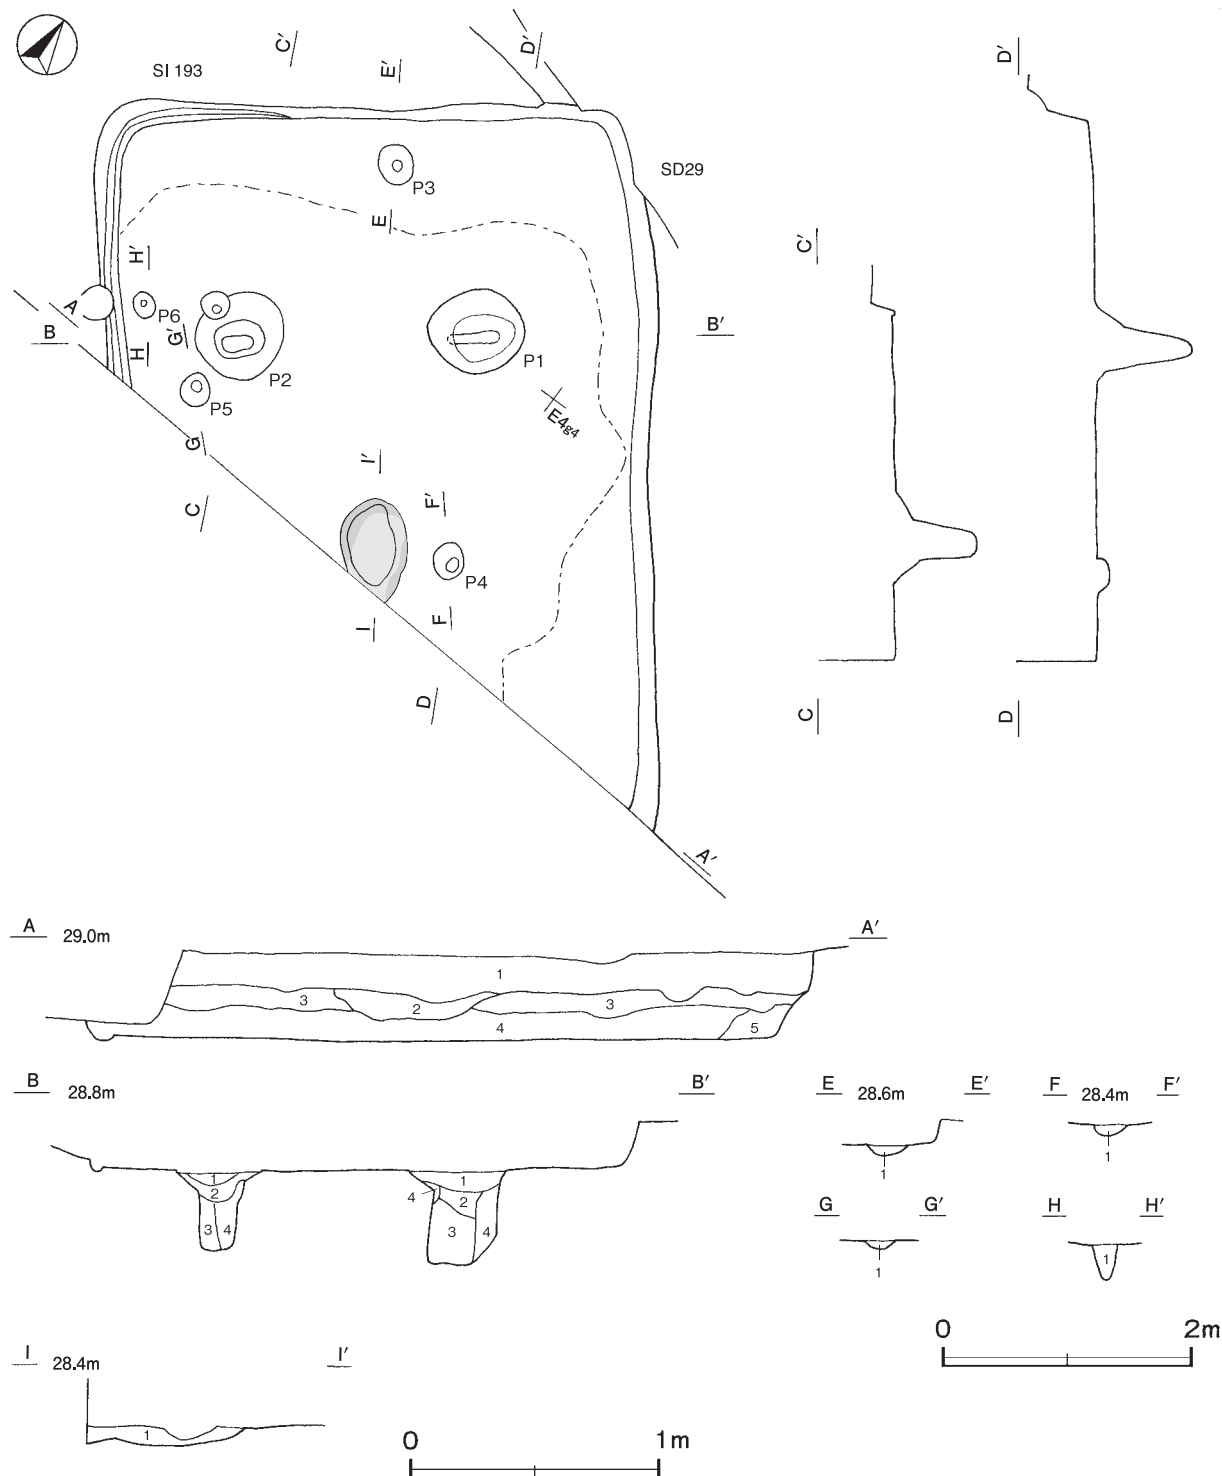 C′
D′
D′
SI 193
E′
SD29
P3
E
C′
H′
A
P6
B
G′
B′
H
P2
P1
P5
E4g4
G
I′
C
F′
P4
I
F
D
C
D
A′
A 29.0m A′
1
3
2
3
4
5
B 28.8m B′
E 28.6m E′
F 28.4m F′
1
2
3
4
1
4
2
3
4
1
1
G G′
H H′
1
1
0 2m
I 28.4m I′
1
0 1m